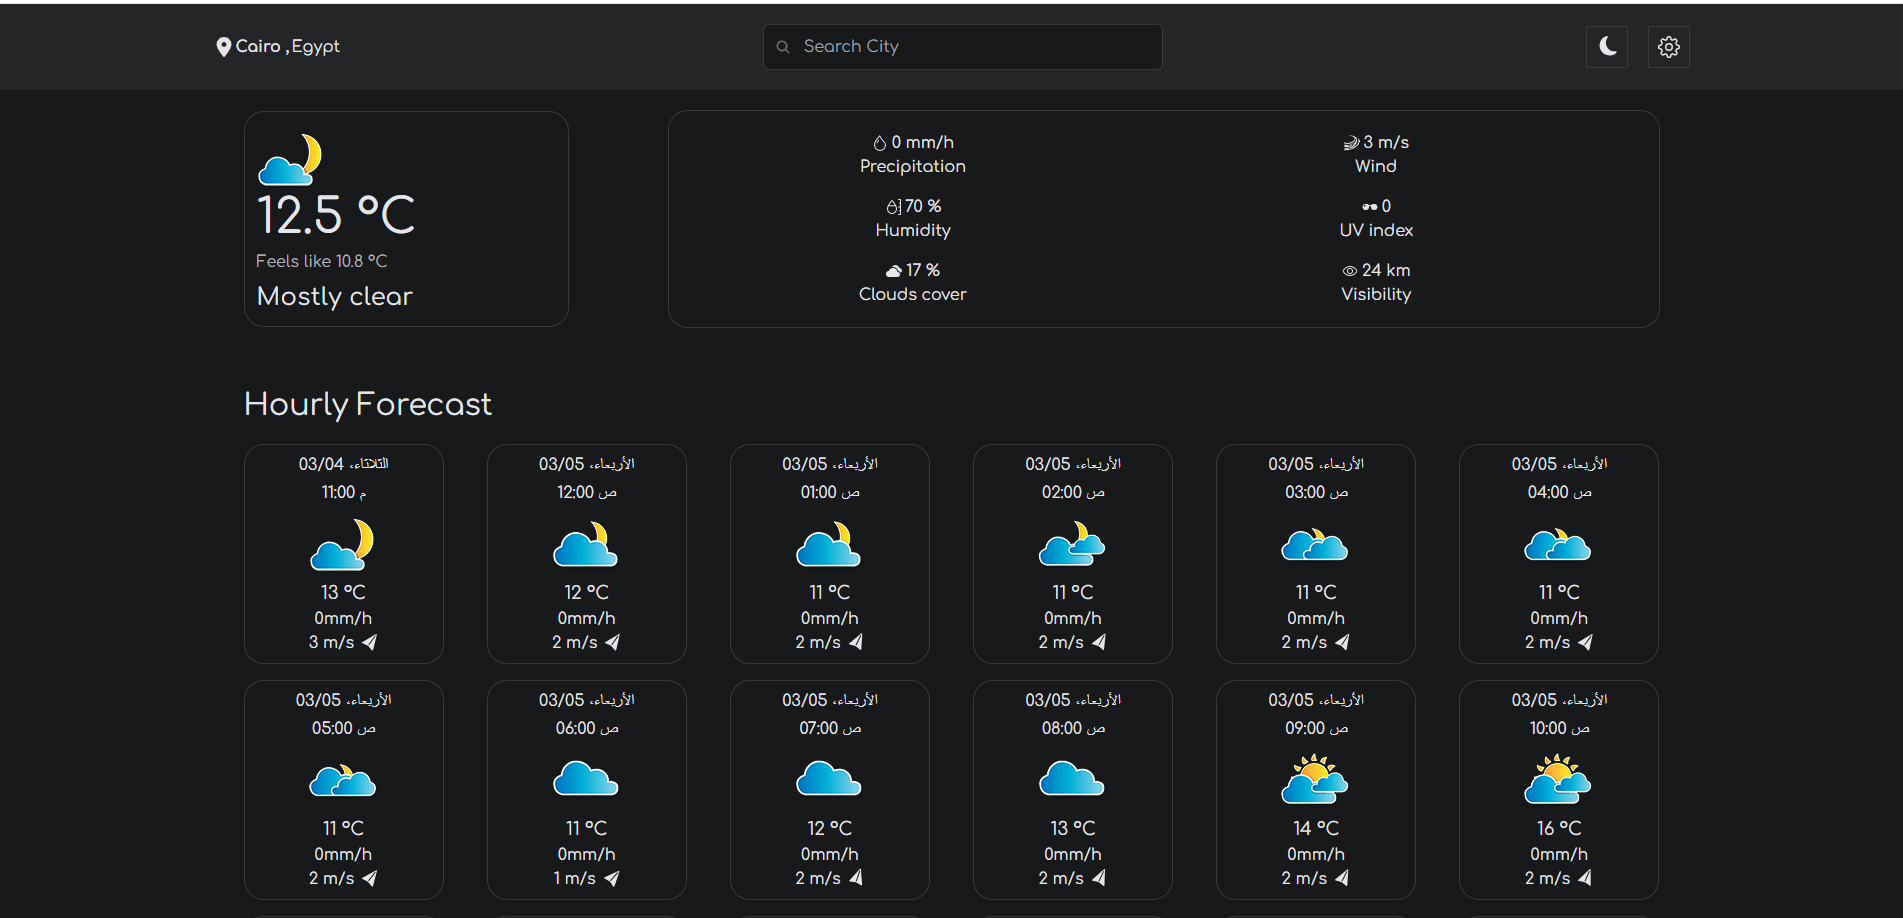 Cairo ,Egypt
Search City
12.5 °C
Feels like 10.8 °C
Mostly clear
0 mm/h
Precipitation
3 m/s
Wind
70 %
Humidity
0
UV index
17 %
Clouds cover
24 km
Visibility
Hourly Forecast
الثلاثاء، 03/04
11:00 م
13 °C
0mm/h
3 m/s
الأربعاء، 03/05
12:00 ص
12 °C
0mm/h
2 m/s
الأربعاء، 03/05
01:00 ص
11 °C
0mm/h
2 m/s
الأربعاء، 03/05
02:00 ص
11 °C
0mm/h
2 m/s
الأربعاء، 03/05
03:00 ص
11 °C
0mm/h
2 m/s
الأربعاء، 03/05
04:00 ص
11 °C
0mm/h
2 m/s
الأربعاء، 03/05
05:00 ص
11 °C
0mm/h
2 m/s
الأربعاء، 03/05
06:00 ص
11 °C
0mm/h
1 m/s
الأربعاء، 03/05
07:00 ص
12 °C
0mm/h
2 m/s
الأربعاء، 03/05
08:00 ص
13 °C
0mm/h
2 m/s
الأربعاء، 03/05
09:00 ص
14 °C
0mm/h
2 m/s
الأربعاء، 03/05
10:00 ص
16 °C
0mm/h
2 m/s